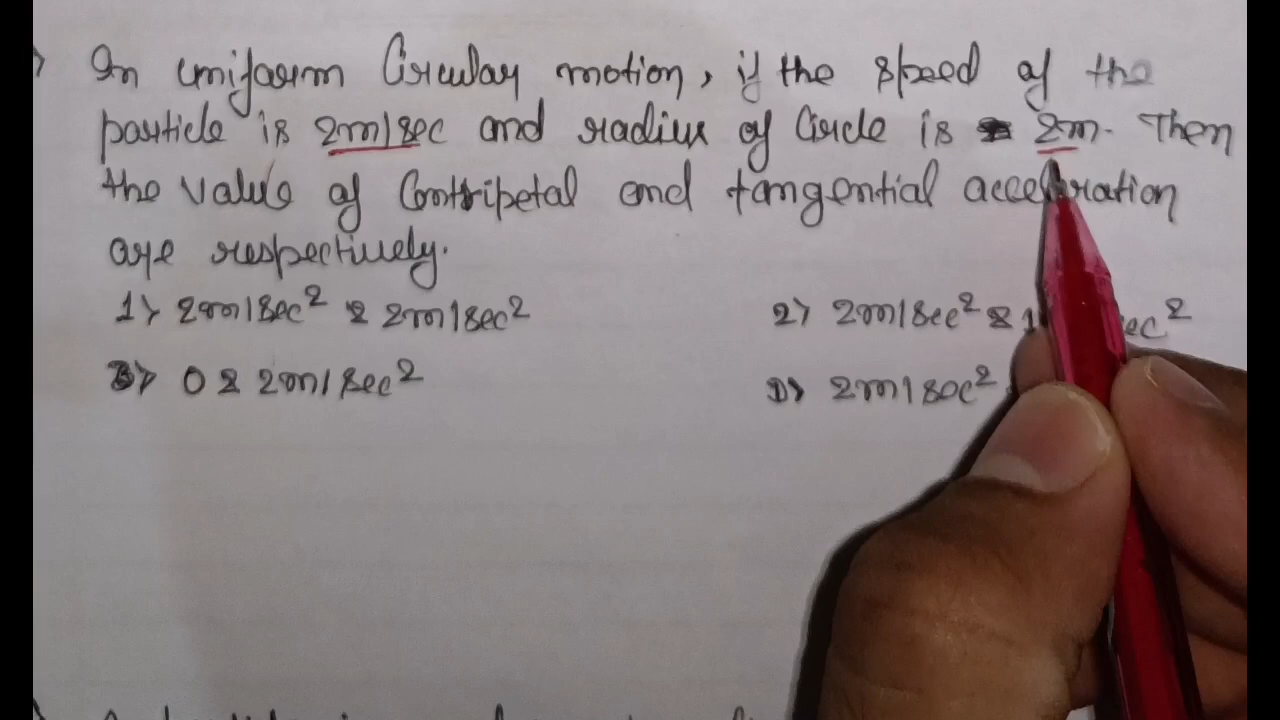 In uniform Circular motion, if the speed of the
particle is 2m/sec and radius of Circle is 2m. Then
the value of Centripetal and tangential acceleration
are respectively.
1) 2m/sec² & 2m/sec² 2) 2m/sec² & 1 ec²
3) 0 & 2m/sec² D) 2m/sec²